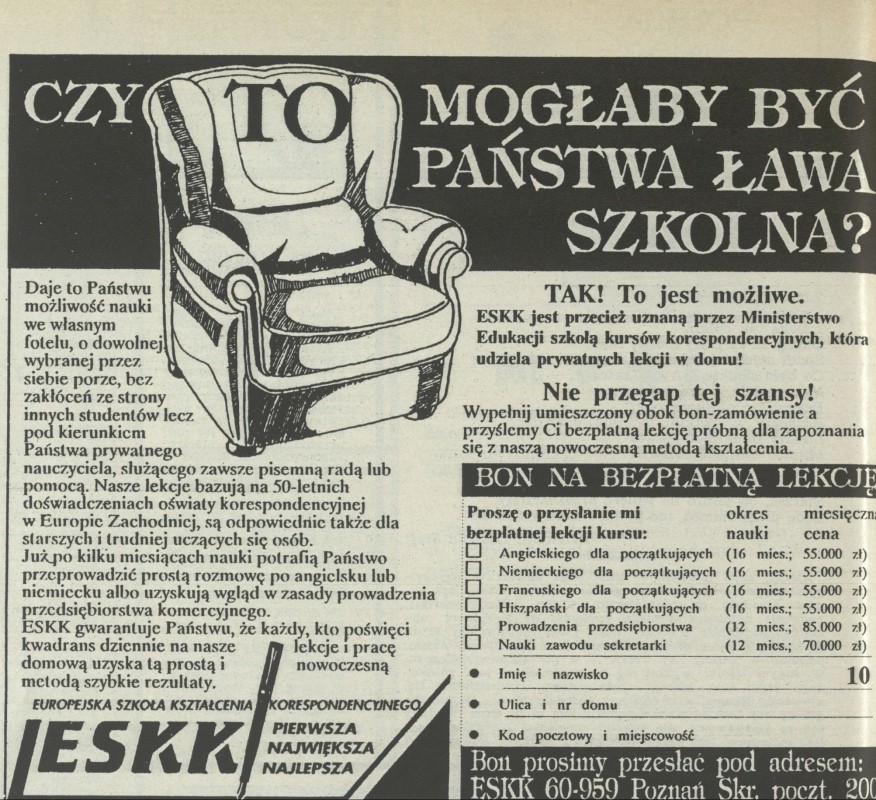 CZY TO MOGŁABY BYĆ
PAŃSTWA ŁAWA
SZKOLNA?
Daje to Państwu
możliwość nauki
we własnym
fotelu, o dowolnej
wybranej przez
siebie porze, bez
zakłóceń ze strony
innych studentów lecz
pod kierunkiem
Państwa prywatnego
nauczyciela, służącego zawsze pisemną radą lub
pomocą. Nasze lekcje bazują na 50-letnich
doświadczeniach oświaty korespondencyjnej
w Europie Zachodniej, są odpowiednie także dla
starszych i trudniej uczących się osób.
Już po kilku miesiącach nauki potrafią Państwo
przeprowadzić prostą rozmowę po angielsku lub
niemiecku albo uzyskują wgląd w zasady prowadzenia
przedsiębiorstwa komercyjnego.
ESKK gwarantuje Państwu, że każdy, kto poświęci
kwadrans dziennie na nasze lekcje i pracę
domową uzyska tą prostą i nowoczesną
metodą szybkie rezultaty.
EUROPEJSKA SZKOŁA KSZTAŁCENIA KORESPONDENCYJNEGO
ESKK
PIERWSZA
NAJWIĘKSZA
NAJLEPSZA
TAK! To jest możliwe.
ESKK jest przecież uznaną przez Ministerstwo
Edukacji szkołą kursów korespondencyjnych, która
udziela prywatnych lekcji w domu!
Nie przegap tej szansy!
Wypełnij umieszczony obok bon-zamówienie a
przyślemy Ci bezpłatną lekcję próbną dla zapoznania
się z naszą nowoczesną metodą kształcenia.
BON NA BEZPŁATNĄ LEKCJĘ
Proszę o przysłanie mi okres miesięczna
bezpłatnej lekcji kursu: nauki cena
Angielskiego dla początkujących (16 mies.; 55.000 zł)
Niemieckiego dla początkujących (16 mies.; 55.000 zł)
Francuskiego dla początkujących (16 mies.; 55.000 zł)
Hiszpański dla początkujących (16 mies.; 55.000 zł)
Prowadzenia przedsiębiorstwa (12 mies.; 85.000 zł)
Nauki zawodu sekretarki (12 mies.; 70.000 zł)
• Imię i nazwisko 10
• Ulica i nr domu
• Kod pocztowy i miejscowość
Bon prosimy przesłać pod adresem:
ESKK 60-959 Poznań Skr. poczt. 200